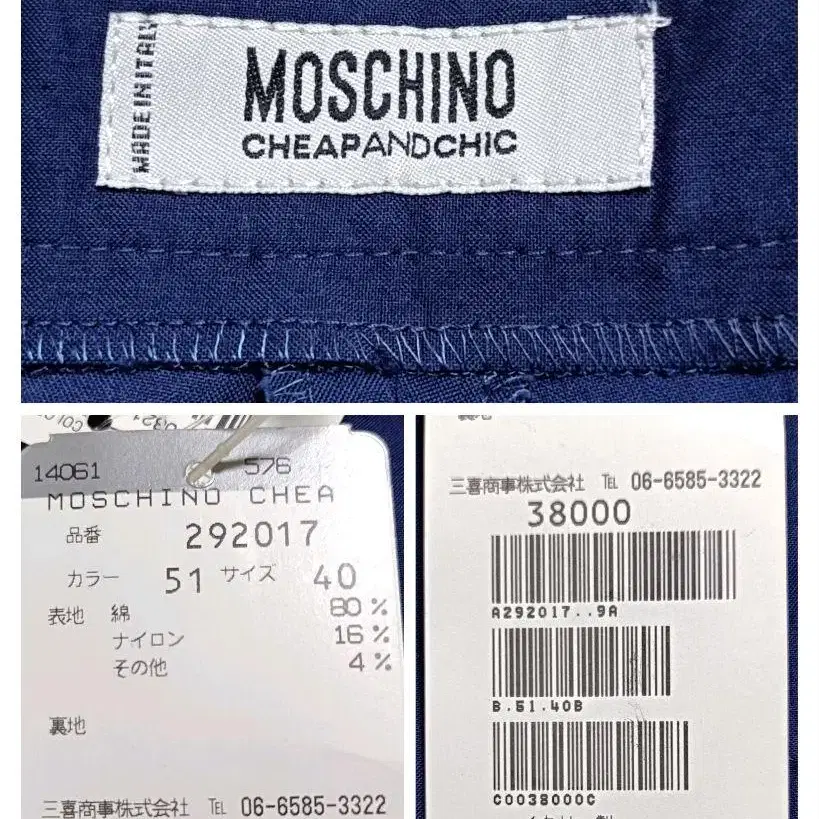 MADE IN ITALY
MOSCHINO
CHEAPANDCHIC
14061 576
MOSCHINO CHEA
品番 292017
カラー 51 サイズ 40
表地 綿 80%
ナイロン 16%
その他 4%
裏地
三喜商事株式会社 TEL 06-6585-3322
三喜商事株式会社 TEL 06-6585-3322
38000
A292017..9A
B.51.40B
C0038000C